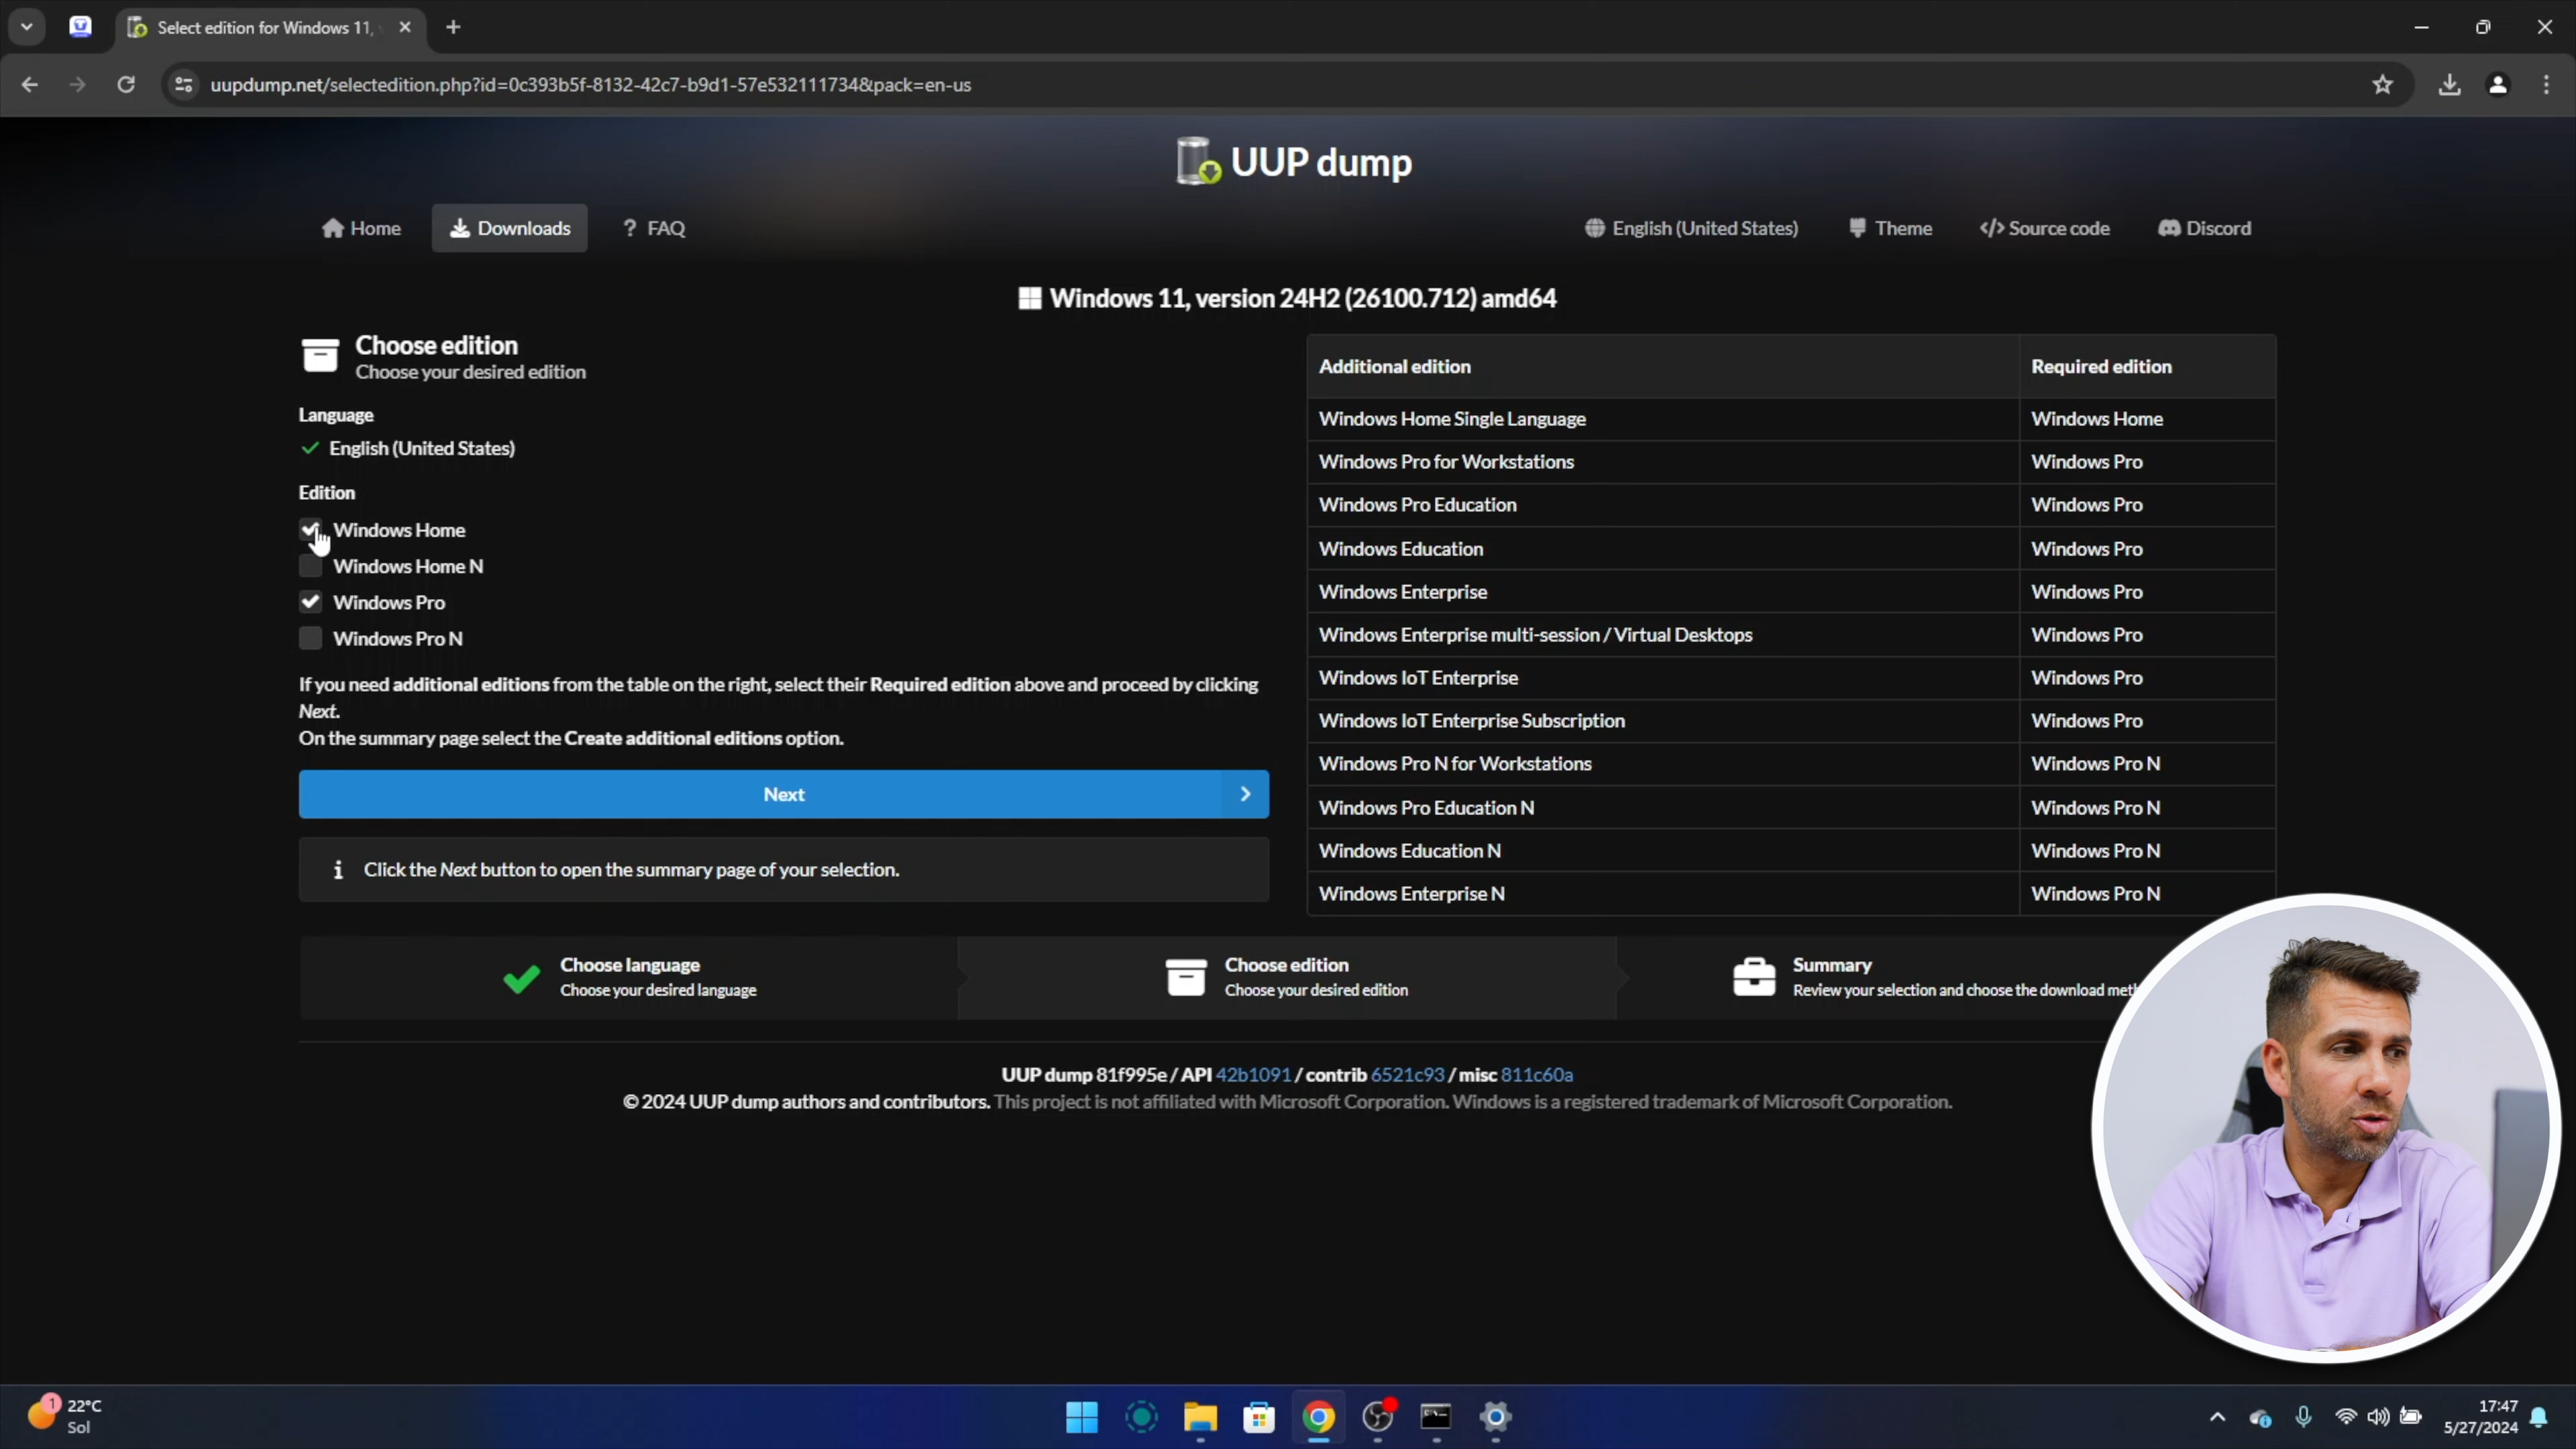 Select edition for Windows 11,
uupdump.net/selectedition.php?id=0c393b5f-8132-42c7-b9d1-57e532111734&pack=en-us
UUP dump
Home
Downloads
? FAQ
English (United States)
Theme
</> Source code
Discord
Windows 11, version 24H2 (26100.712) amd64
Choose edition
Choose your desired edition
Language
English (United States)
Edition
Windows Home
Windows Home N
Windows Pro
Windows Pro N
If you need additional editions from the table on the right, select their Required edition above and proceed by clicking
Next.
On the summary page select the Create additional editions option.
Next
Click the Next button to open the summary page of your selection.
Additional edition Required edition
Windows Home Single Language Windows Home
Windows Pro for Workstations Windows Pro
Windows Pro Education Windows Pro
Windows Education Windows Pro
Windows Enterprise Windows Pro
Windows Enterprise multi-session / Virtual Desktops Windows Pro
Windows IoT Enterprise Windows Pro
Windows IoT Enterprise Subscription Windows Pro
Windows Pro N for Workstations Windows Pro N
Windows Pro Education N Windows Pro N
Windows Education N Windows Pro N
Windows Enterprise N Windows Pro N
Choose language
Choose your desired language
Choose edition
Choose your desired edition
Summary
Review your selection and choose the download
UUP dump 81f995e / API 42b1091 / contrib 6521c93 / misc 811c60a
© 2024 UUP dump authors and contributors. This project is not affiliated with Microsoft Corporation. Windows is a registered trademark of Microsoft Corporation.
1
22°C
Sol
17:47
5/27/2024